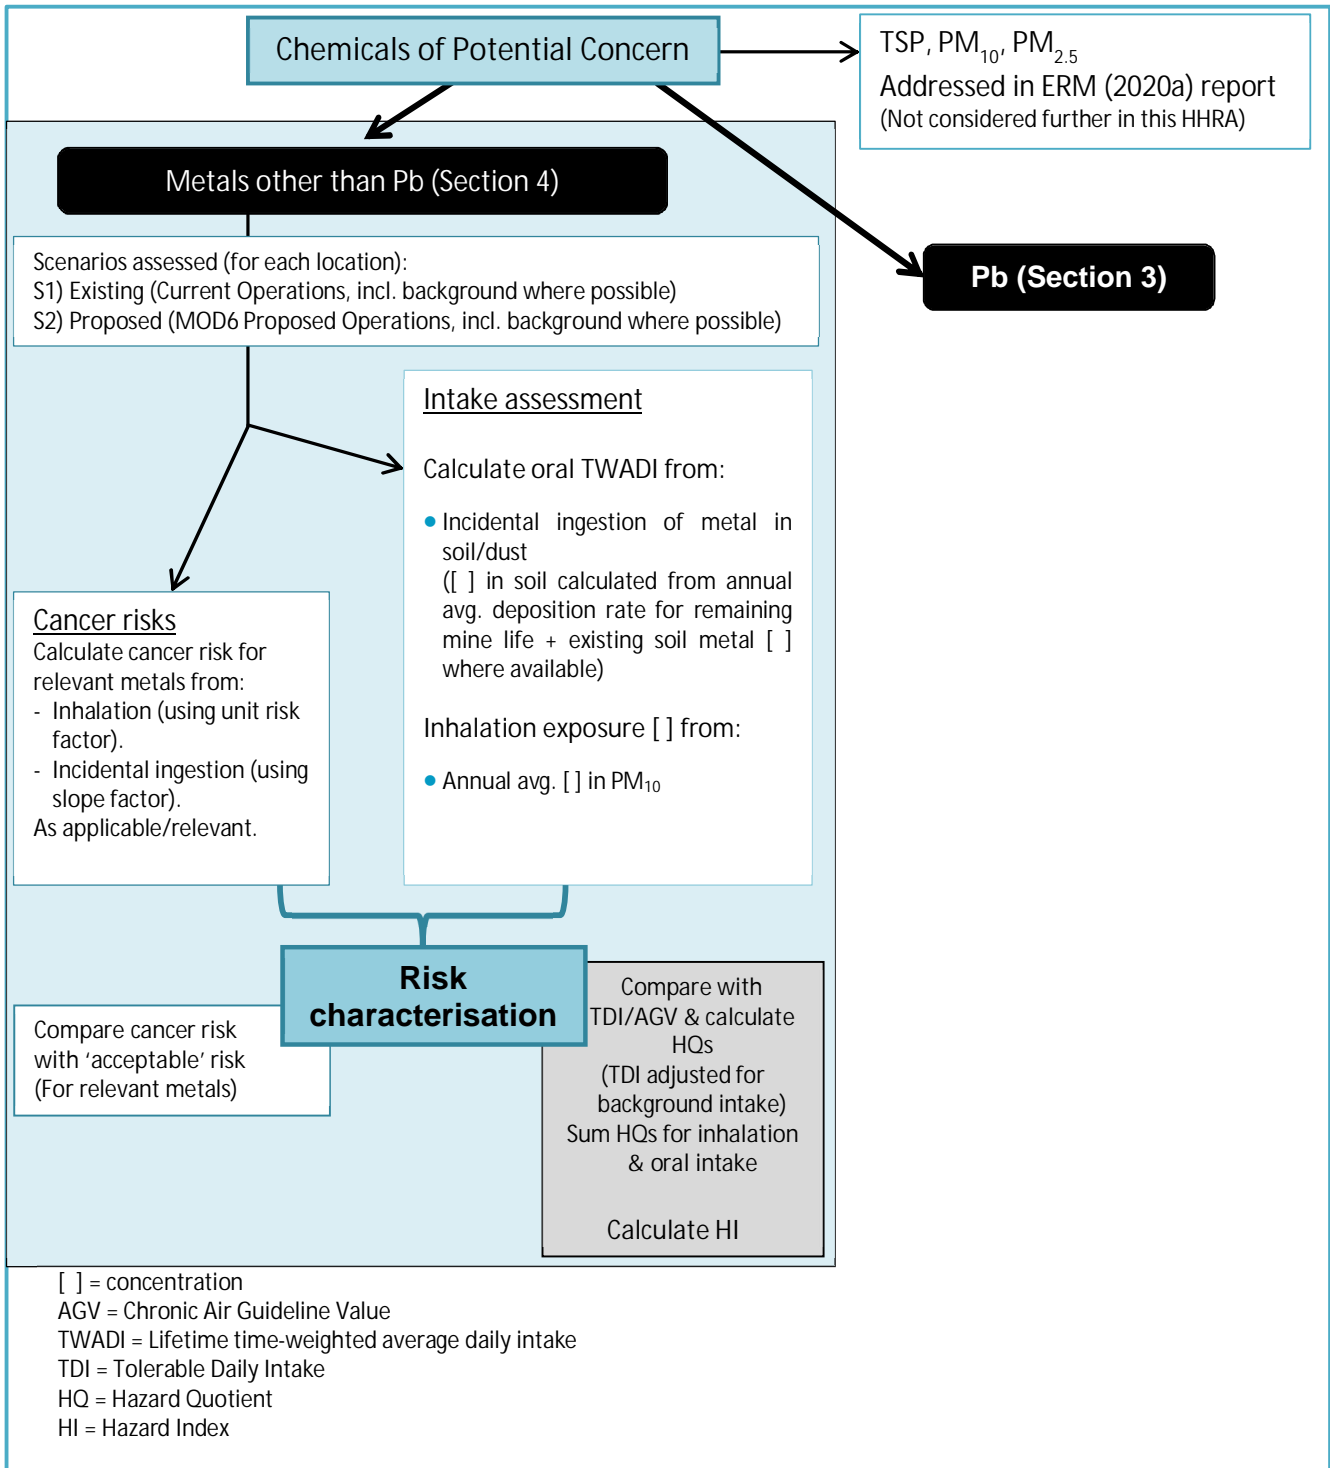 Chemicals of Potential Concern
TSP, PM10, PM2.5
Addressed in ERM (2020a) report
(Not considered further in this HHRA)
Metals other than Pb (Section 4)
Pb (Section 3)
Scenarios assessed (for each location):
S1) Existing (Current Operations, incl. background where possible)
S2) Proposed (MOD6 Proposed Operations, incl. background where possible)
Intake assessment
Calculate oral TWADI from:
• Incidental ingestion of metal in
soil/dust
([ ] in soil calculated from annual
avg. deposition rate for remaining
mine life + existing soil metal [ ]
where available)
Inhalation exposure [ ] from:
• Annual avg. [ ] in PM10
Cancer risks
Calculate cancer risk for
relevant metals from:
- Inhalation (using unit risk
factor).
- Incidental ingestion (using
slope factor).
As applicable/relevant.
Risk
characterisation
Compare cancer risk
with ‘acceptable’ risk
(For relevant metals)
Compare with
TDI/AGV & calculate
HQs
(TDI adjusted for
background intake)
Sum HQs for inhalation
& oral intake
Calculate HI
[ ] = concentration
AGV = Chronic Air Guideline Value
TWADI = Lifetime time-weighted average daily intake
TDI = Tolerable Daily Intake
HQ = Hazard Quotient
HI = Hazard Index